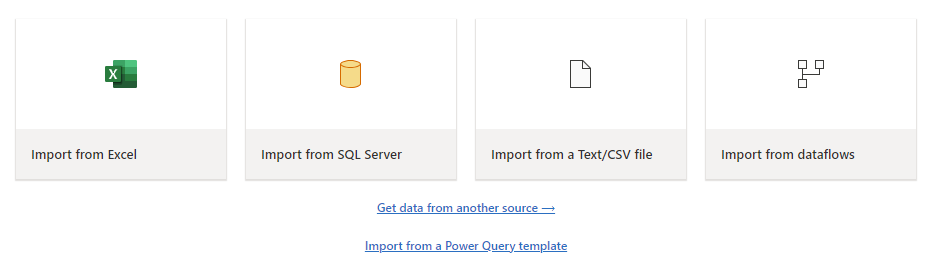 Import from Excel
Import from SQL Server
Import from a Text/CSV file
Import from dataflows
Get data from another source →
Import from a Power Query template